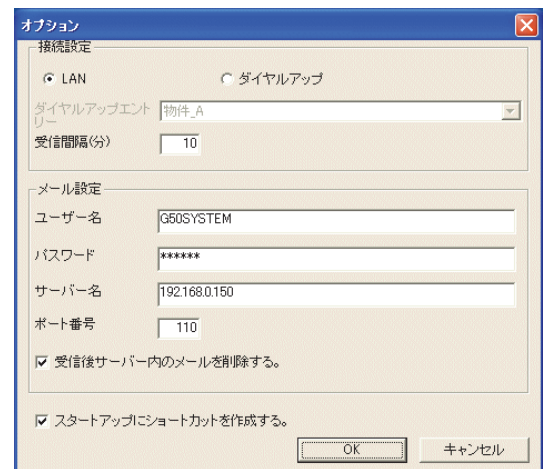 オプション
接続設定
LAN
ダイヤルアップ
ダイヤルアップエント
リー
物件_A
受信間隔(分)
10
メール設定
ユーザー名
G50SYSTEM
パスワード
******
サーバー名
192.168.0.150
ポート番号
110
受信後サーバー内のメールを削除する。
スタートアップにショートカットを作成する。
OK
キャンセル